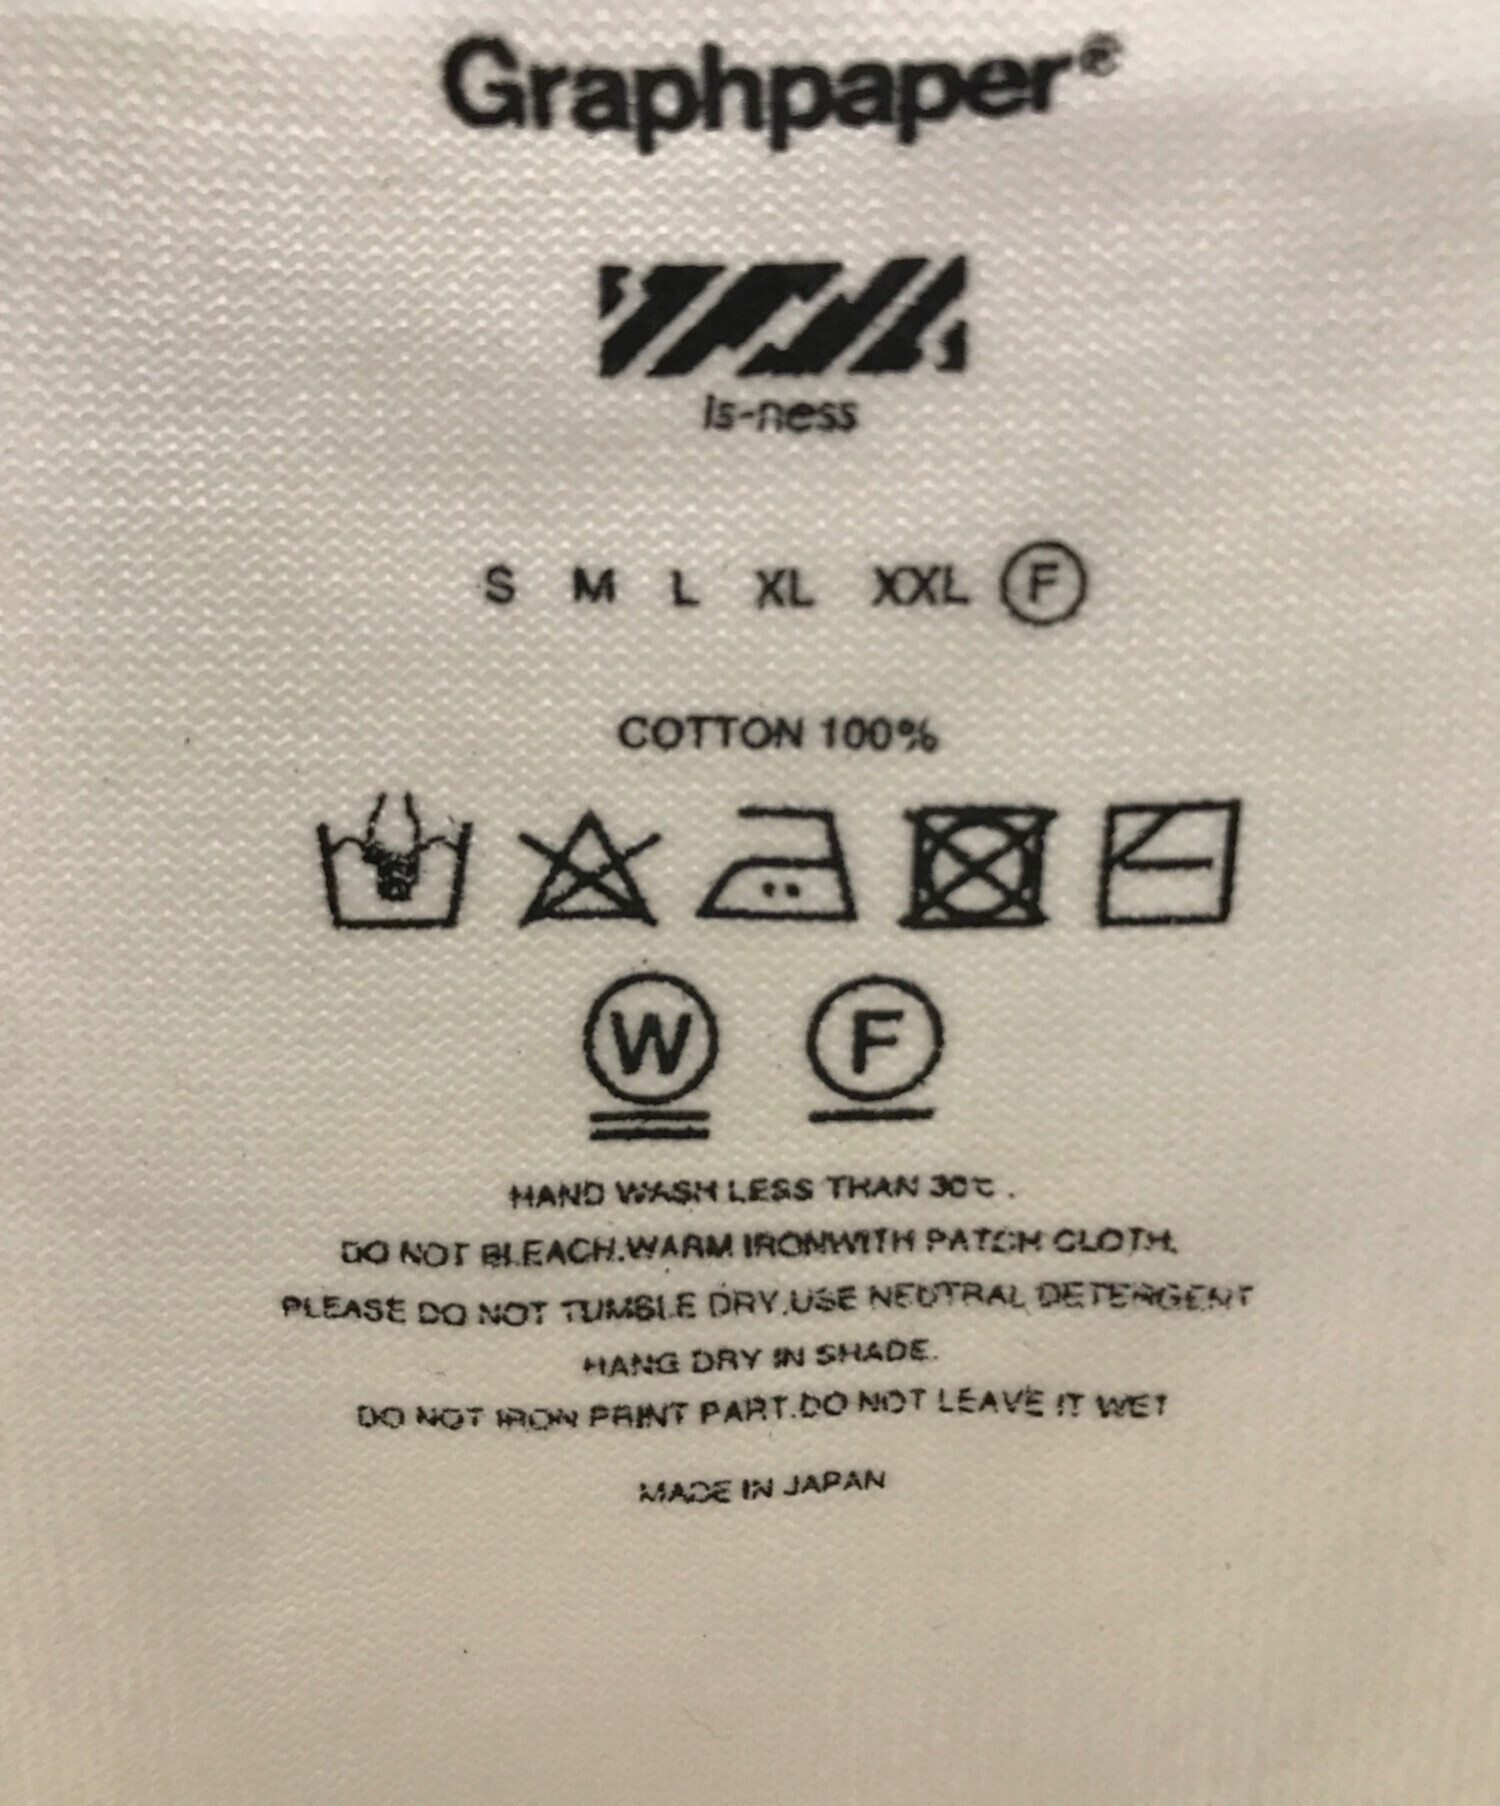 Graphpaper®
is-ness
S M L XL XXL F
COTTON 100%
W F
HAND WASH LESS THAN 30℃.
DO NOT BLEACH.WARM IRONWITH PATCH CLOTH.
PLEASE DO NOT TUMBLE DRY.USE NEUTRAL DETERGENT
HANG DRY IN SHADE.
DO NOT IRON PRINT PART.DO NOT LEAVE IT WET
MADE IN JAPAN